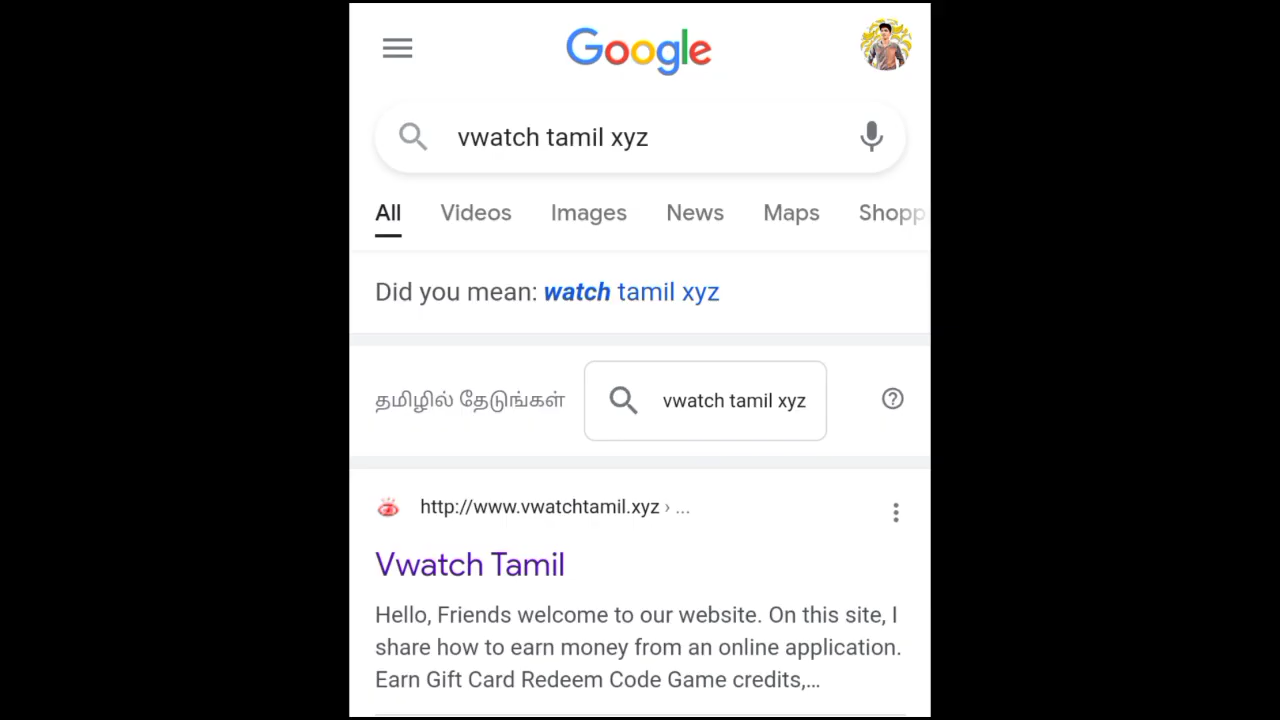 Google
vwatch tamil xyz
All Videos Images News Maps Shopp
Did you mean: watch tamil xyz
தமிழில் தேடுங்கள் vwatch tamil xyz
http://www.vwatchtamil.xyz › ...
Vwatch Tamil
Hello, Friends welcome to our website. On this site, I
share how to earn money from an online application.
Earn Gift Card Redeem Code Game credits,...